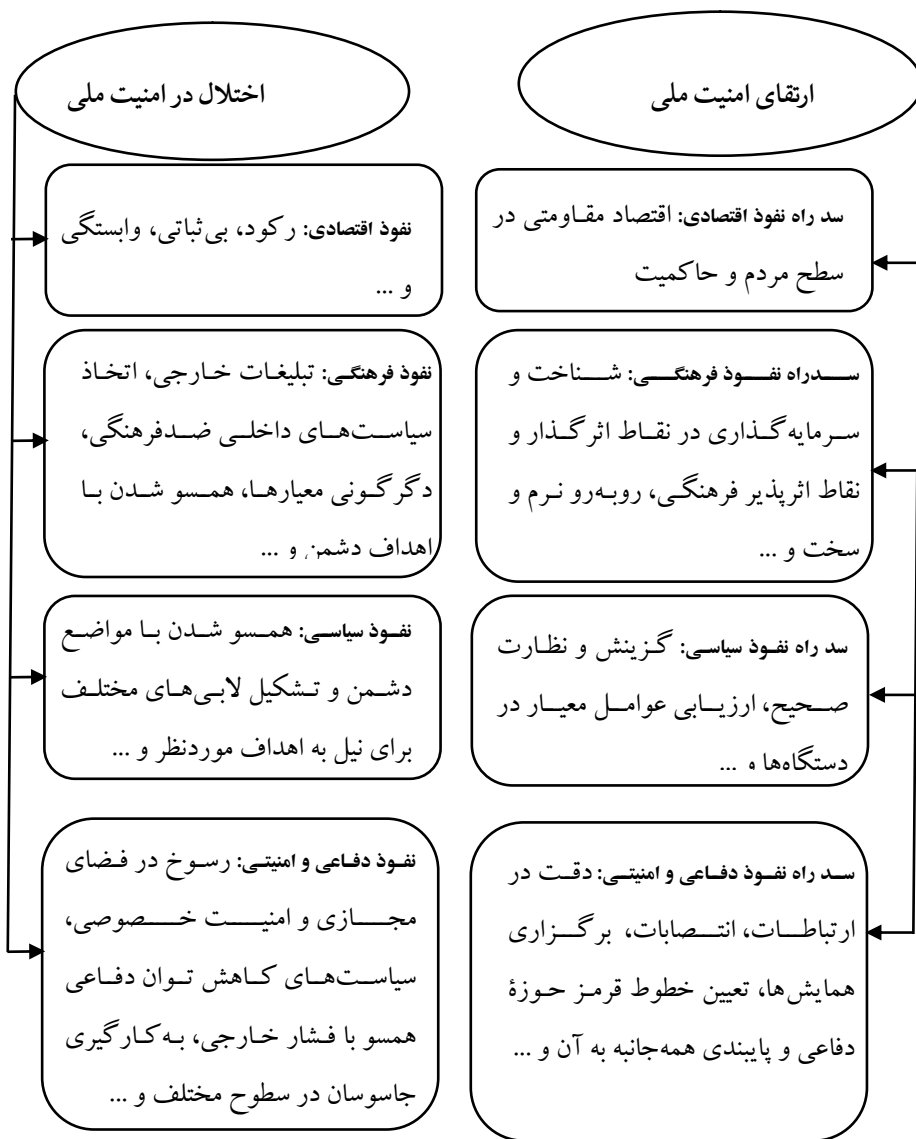 ارتقای امنیت ملی
سد راه نفوذ اقتصادی: اقتصاد مقاومتی در
سطح مردم و حاکمیت
سدراه نفوذ فرهنگی: شناخت و
سرمایه‌گذاری در نقاط اثرگذار و
نقاط اثرپذیر فرهنگی، روبه‌رو نرم و
سخت و ...
سد راه نفوذ سیاسی: گزینش و نظارت
صحیح، ارزیابی عوامل معیار در
دستگاه‌ها و ...
سد راه نفوذ دفاعی و امنیتی: دقت در
ارتباطات، انتصابات، برگزاری
همایش‌ها، تعیین خطوط قرمز حوزۀ
دفاعی و پایبندی همه‌جانبه به آن و ...
اختلال در امنیت ملی
نفوذ اقتصادی: رکود، بی‌ثباتی، وابستگی
و ...
نفوذ فرهنگی: تبلیغات خارجی، اتخاذ
سیاست‌های داخلی ضدفرهنگی،
دگرگونی معیارها، همسو شدن با
اهداف دشمن و ...
نفوذ سیاسی: همسو شدن با مواضع
دشمن و تشکیل لابی‌های مختلف
برای نیل به اهداف موردنظر و ...
نفوذ دفاعی و امنیتی: رسوخ در فضای
مجازی و امنیت خصوصی،
سیاست‌های کاهش توان دفاعی
همسو با فشار خارجی، به‌کارگیری
جاسوسان در سطوح مختلف و ...